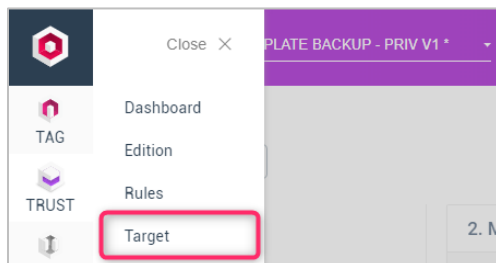 Close ×
PLATE BACKUP - PRIV V1 *
TAG
TRUST
Dashboard
Edition
Rules
Target
2. M